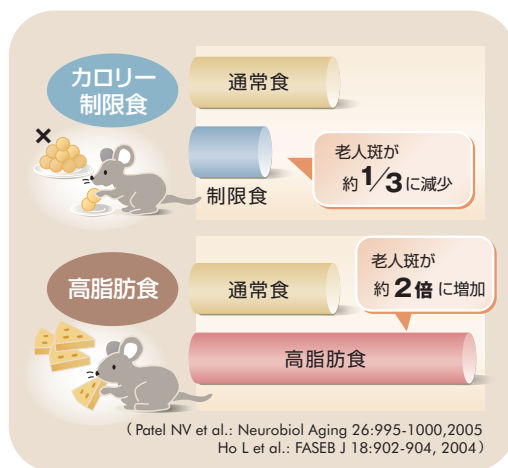 カロリー
制限食
通常食
×
制限食
老人斑が
約1/3に減少
高脂肪食
通常食
老人斑が
約2倍に増加
高脂肪食
(Patel NV et al.: Neurobiol Aging 26:995-1000,2005
Ho L et al.: FASEB J 18:902-904, 2004)